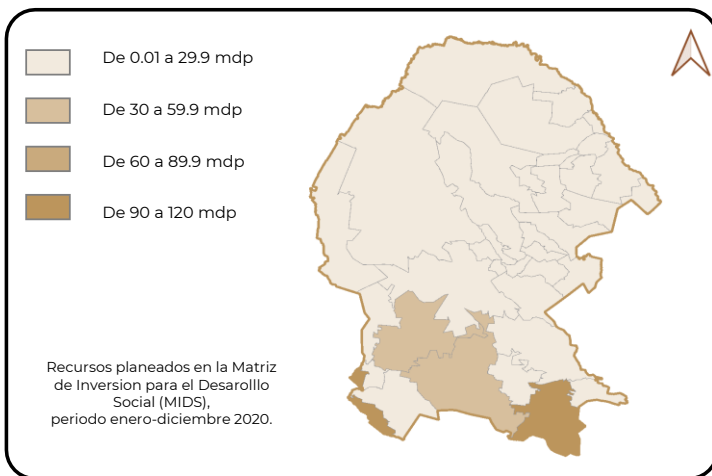 De 0.01 a 29.9 mdp
De 30 a 59.9 mdp
De 60 a 89.9 mdp
De 90 a 120 mdp
Recursos planeados en la Matriz
de Inversion para el Desarolllo
Social (MIDS),
periodo enero-diciembre 2020.